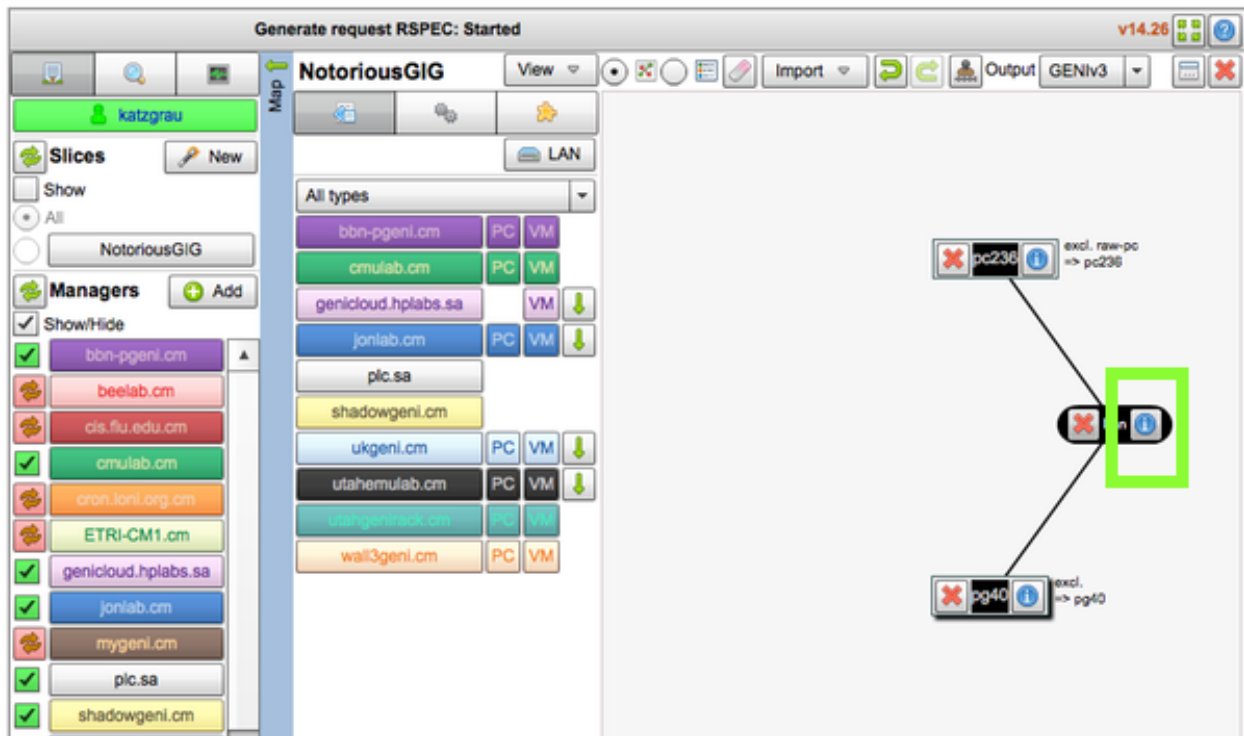 Generate request RSPEC: Started
v14.26
katzgrau
Slices
New
Show
All
NotoriousGIG
Managers
Add
Show/Hide
bbn-pgeni.cm
beelab.cm
cis.fiu.edu.cm
cmulab.cm
cron.loni.org.cm
ETRI-CM1.cm
genicloud.hplabs.sa
jonlab.cm
mygeni.cm
plc.sa
shadowgeni.cm
Map
NotoriousGIG
View
LAN
All types
bbn-pgeni.cm PC VM
cmulab.cm PC VM
genicloud.hplabs.sa VM
jonlab.cm PC VM
plc.sa
shadowgeni.cm
ukgeni.cm PC VM
utahemulab.cm PC VM
utahgenirack.cm PC VM
wall3geni.cm PC VM
Import
Output GENIv3
pc236
excl. raw-pc
=> pc236
pg40
excl.
=> pg40